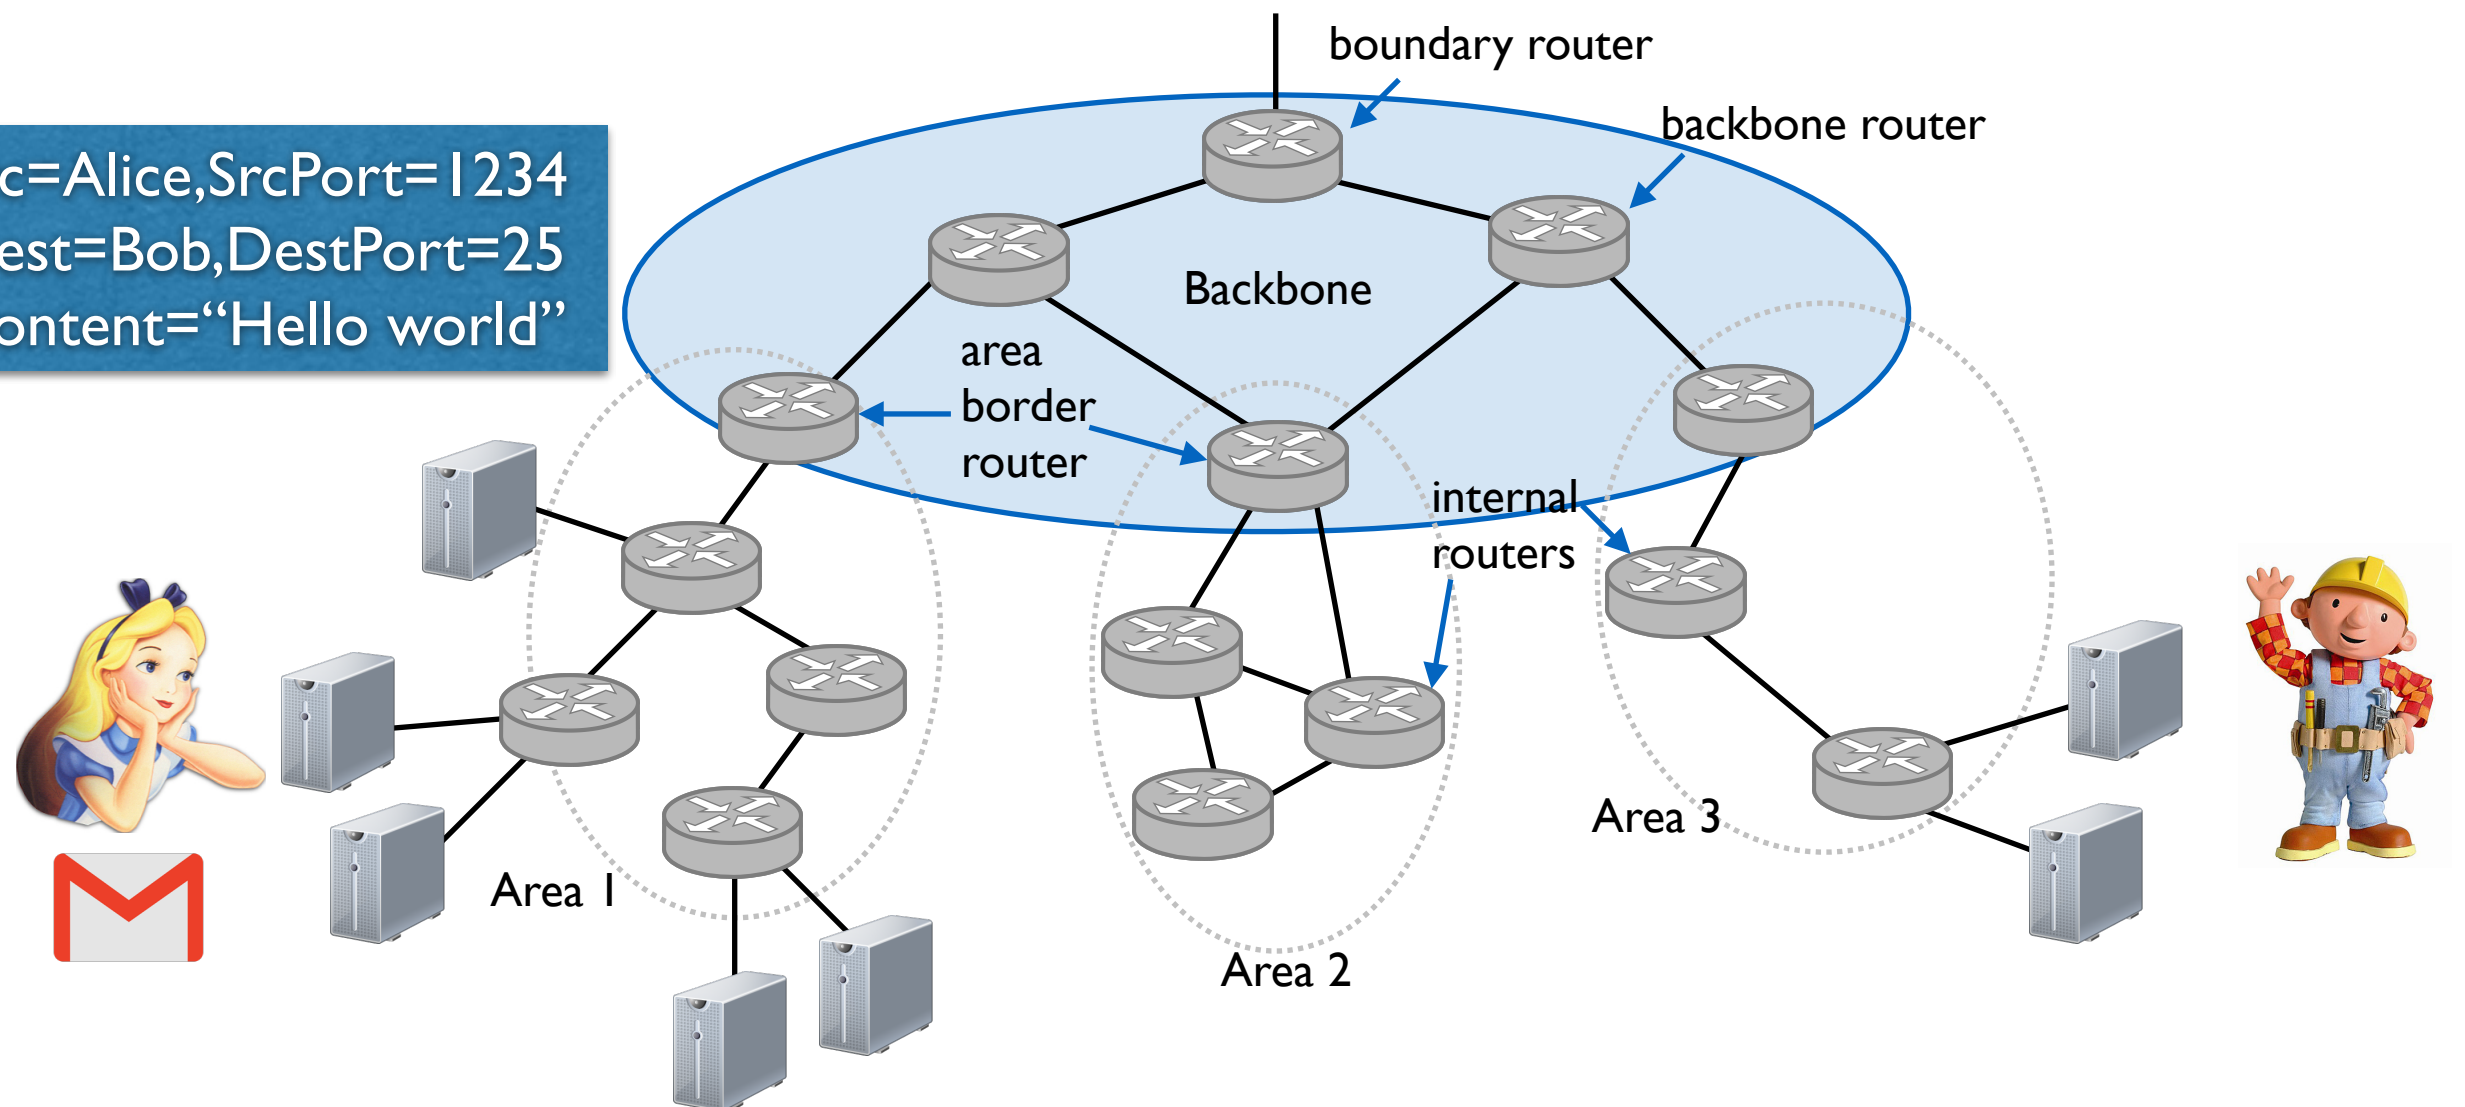 boundary router
backbone router
c=Alice,SrcPort=1234
est=Bob,DestPort=25
ontent=“Hello world”
Backbone
area
border
router
internal
routers
Area 1
Area 2
Area 3